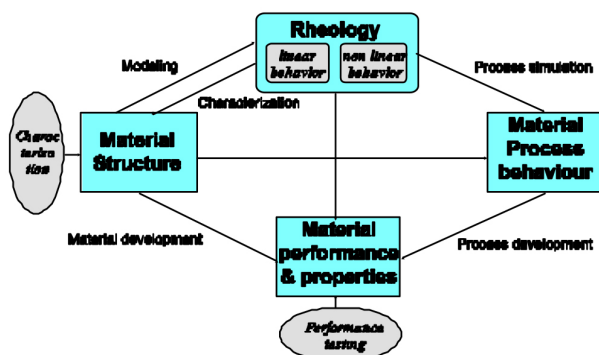 Rheology
linear
behavior
non linear
behavior
Modeling
Process simulation
Characterization
Charac
teriza
tion
Material
Structure
Material
Process
behaviour
Material development
Material
performance
& properties
Process development
Performance
testing